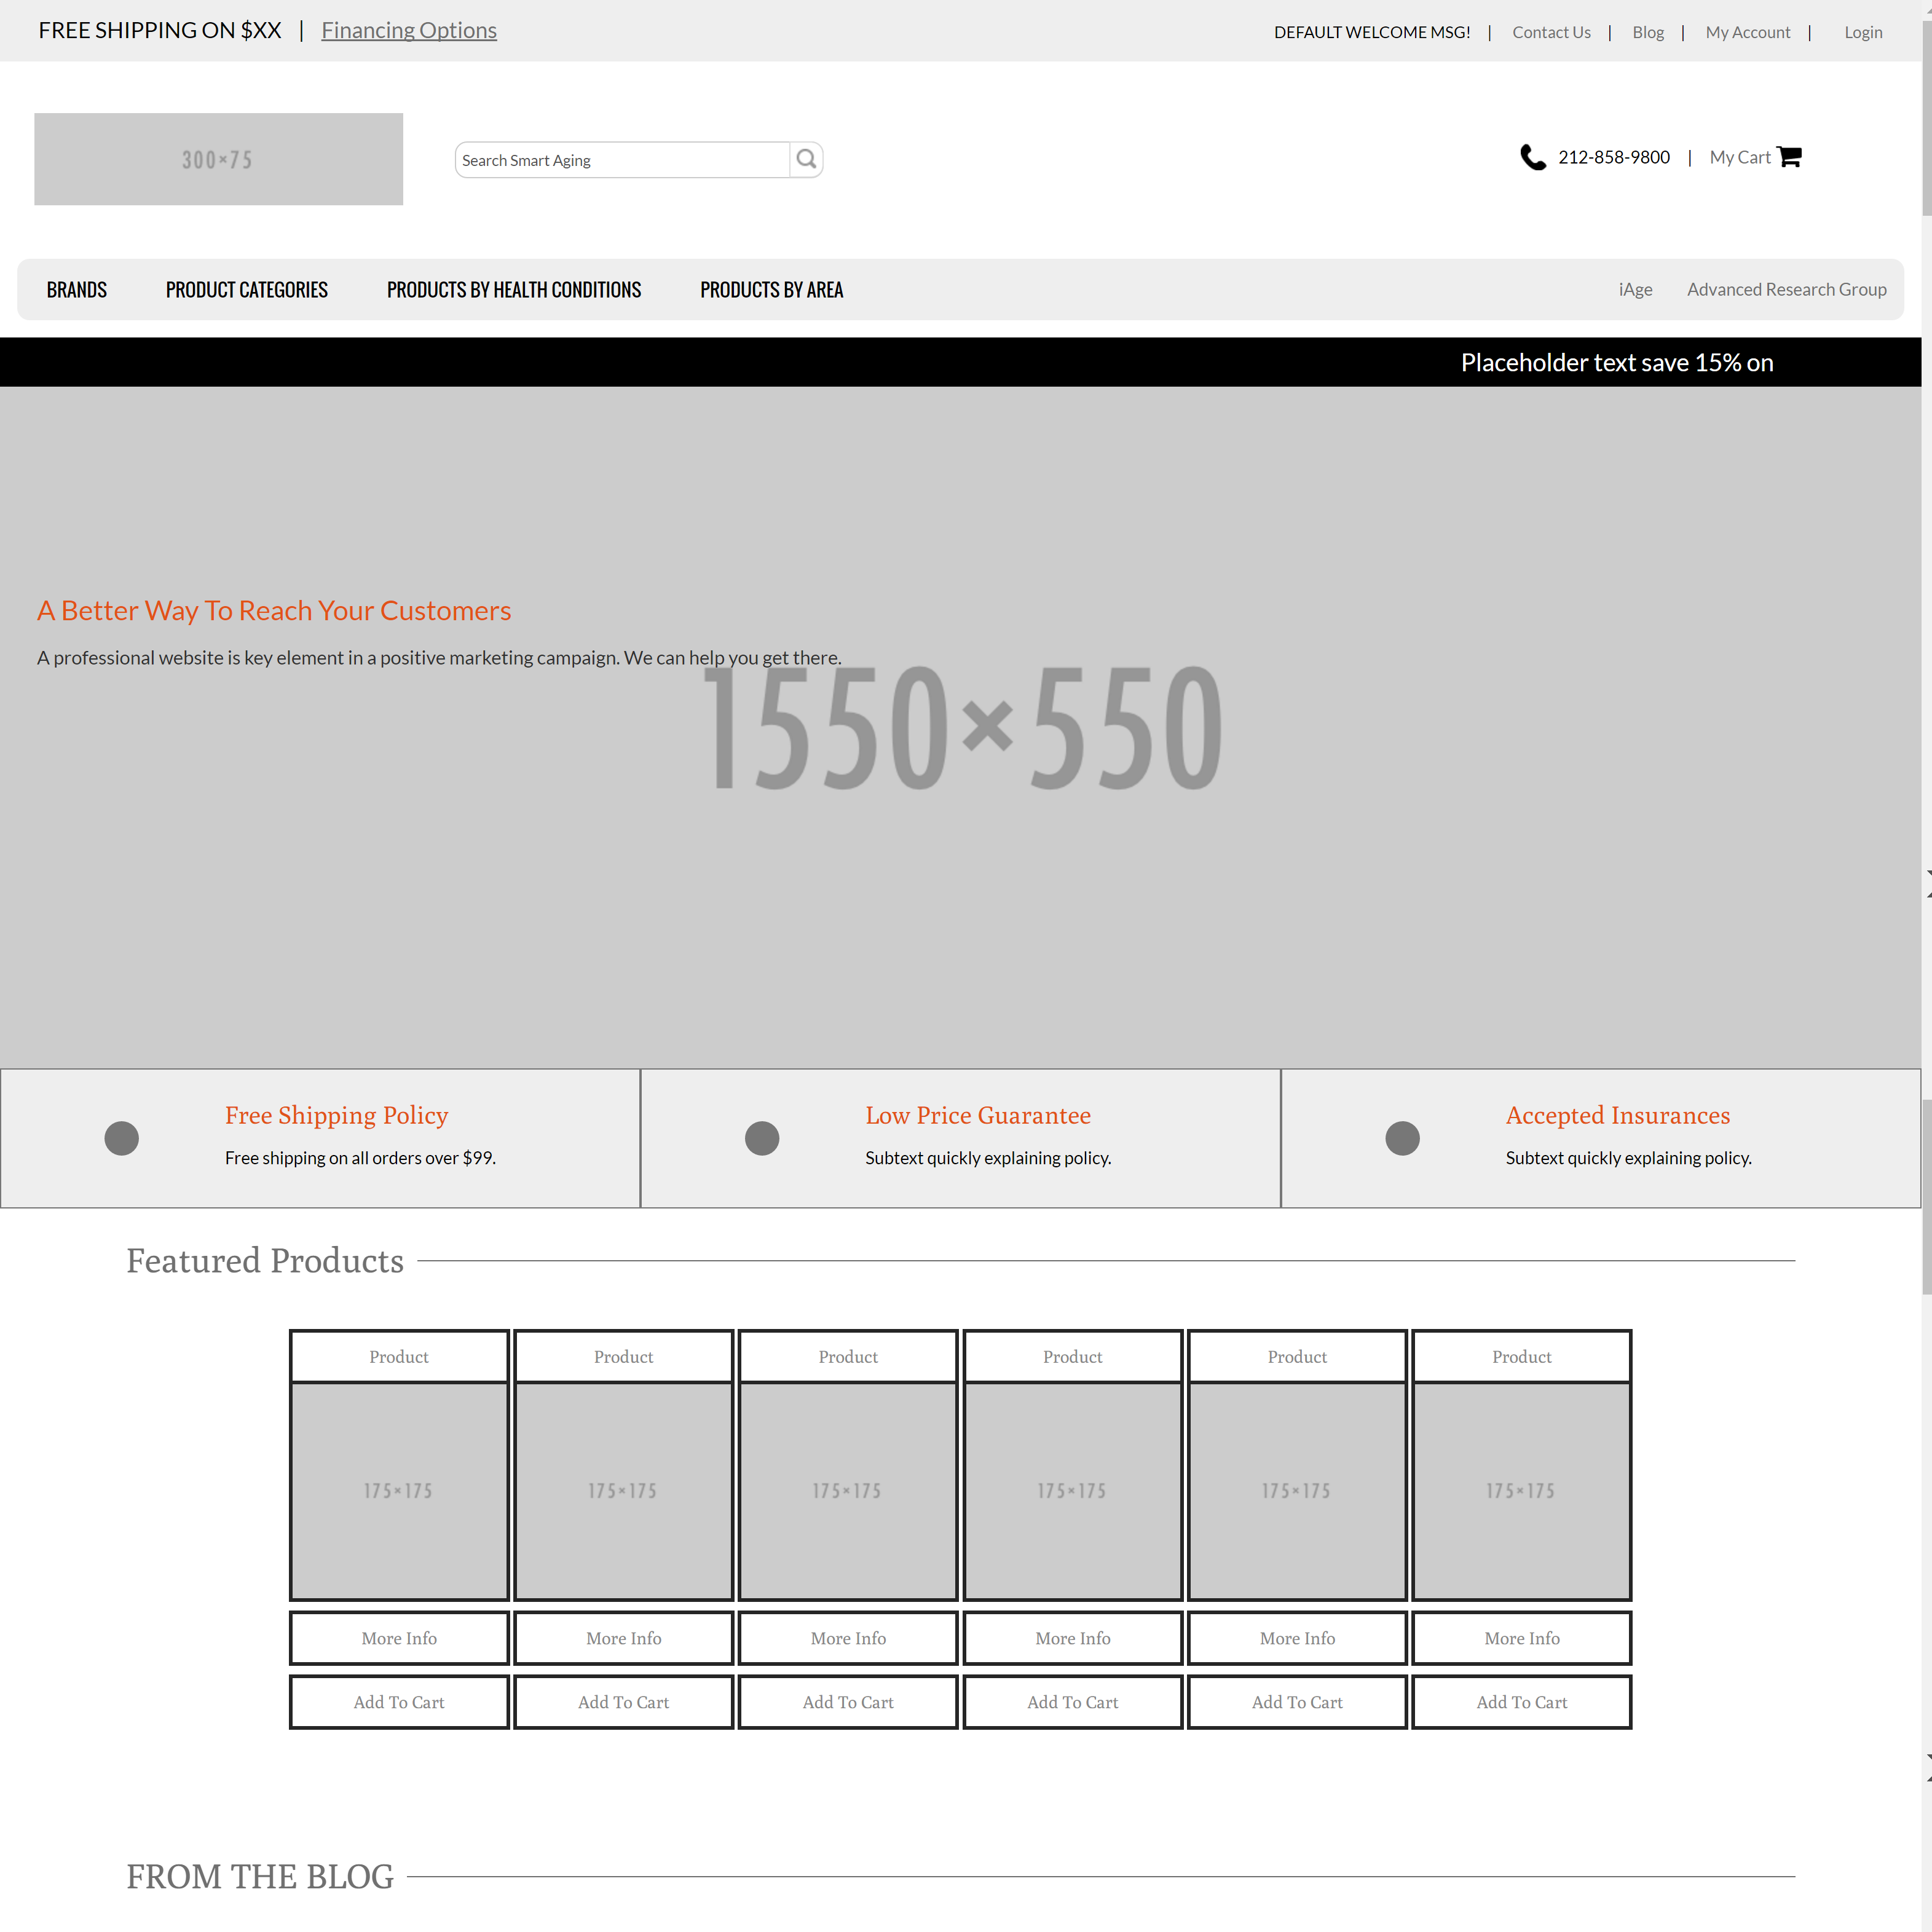 FREE SHIPPING ON $XX | Financing Options
DEFAULT WELCOME MSG! | Contact Us | Blog | My Account | Login
300×75
Search Smart Aging
212-858-9800 | My Cart
BRANDS PRODUCT CATEGORIES PRODUCTS BY HEALTH CONDITIONS PRODUCTS BY AREA iAge Advanced Research Group
Placeholder text save 15% on
A Better Way To Reach Your Customers
A professional website is key element in a positive marketing campaign. We can help you get there.
1550×550
Free Shipping Policy
Free shipping on all orders over $99.
Low Price Guarantee
Subtext quickly explaining policy.
Accepted Insurances
Subtext quickly explaining policy.
Featured Products
Product Product Product Product Product Product
175×175 175×175 175×175 175×175 175×175 175×175
More Info More Info More Info More Info More Info More Info
Add To Cart Add To Cart Add To Cart Add To Cart Add To Cart Add To Cart
FROM THE BLOG